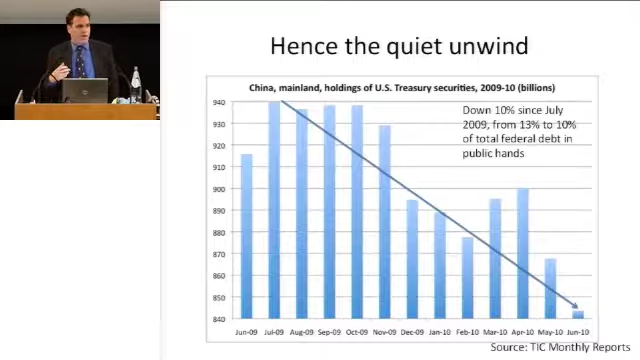 Hence the quiet unwind
China, mainland, holdings of U.S. Treasury securities, 2009-10 (billions)
Down 10% since July
2009, from 13% to 10%
of total federal debt in
public hands
940
930
920
910
900
890
880
870
860
850
840
Jun-09 Jul-09 Aug-09 Sep-09 Oct-09 Nov-09 Dec-09 Jan-10 Feb-10 Mar-10 Apr-10 May-10 Jun-10
Source: TIC Monthly Reports